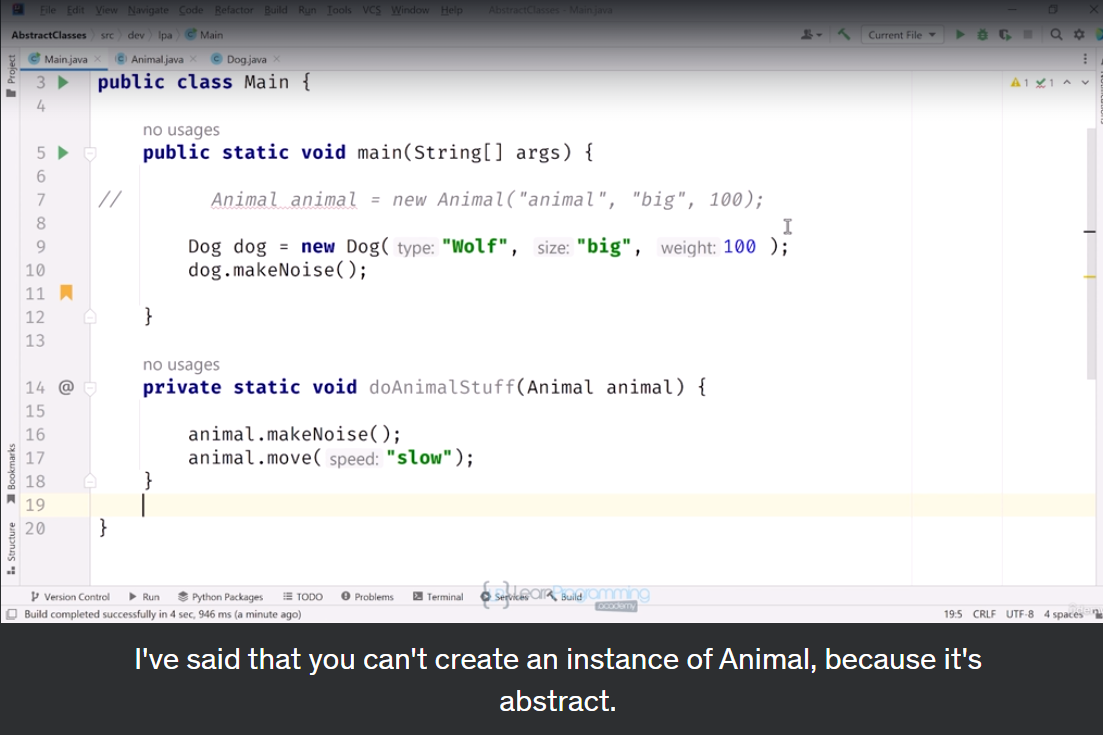 File Edit View Navigate Code Refactor Build Run Tools VCS Window Help AbstractClasses - Main.java
AbstractClasses src dev lpa Main Current File
Main.java Animal.java Dog.java
Project
Notifications
3 public class Main { 1 1
4
no usages
5 public static void main(String[] args) {
6
7 // Animal animal = new Animal("animal", "big", 100);
8
9 Dog dog = new Dog( type: "Wolf", size: "big", weight: 100 );
10 dog.makeNoise();
11
12 }
13
no usages
14 @ private static void doAnimalStuff(Animal animal) {
15
16 animal.makeNoise();
17 animal.move( speed: "slow");
18 }
19
20 }
Bookmarks
Structure
Version Control Run Python Packages TODO Problems Terminal Services Build
LearnProgramming
academy
Build completed successfully in 4 sec, 946 ms (a minute ago) 19:5 CRLF UTF-8 4 spaces
I've said that you can't create an instance of Animal, because it's
abstract.